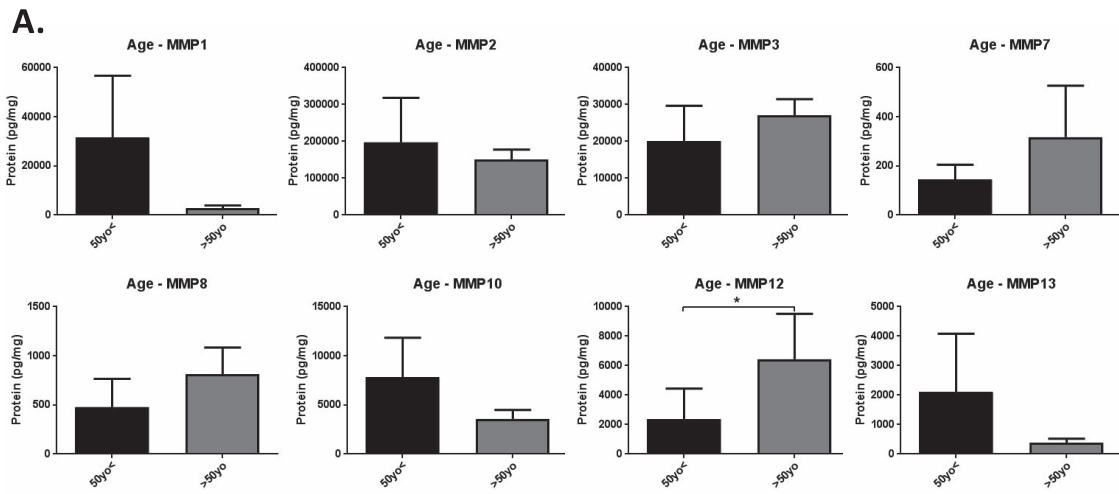 A.
Age - MMP1
Protein (pg/mg)
60000
40000
20000
0
50yo<
>50yo
Age - MMP2
Protein (pg/mg)
400000
300000
200000
100000
0
50yo<
>50yo
Age - MMP3
Protein (pg/mg)
40000
30000
20000
10000
0
50yo<
>50yo
Age - MMP7
Protein (pg/mg)
600
400
200
0
50yo<
>50yo
Age - MMP8
Protein (pg/mg)
1500
1000
500
0
50yo<
>50yo
Age - MMP10
Protein (pg/mg)
15000
10000
5000
0
50yo<
>50yo
Age - MMP12
Protein (pg/mg)
10000
8000
6000
4000
2000
0
*
50yo<
>50yo
Age - MMP13
Protein (pg/mg)
5000
4000
3000
2000
1000
0
50yo<
>50yo